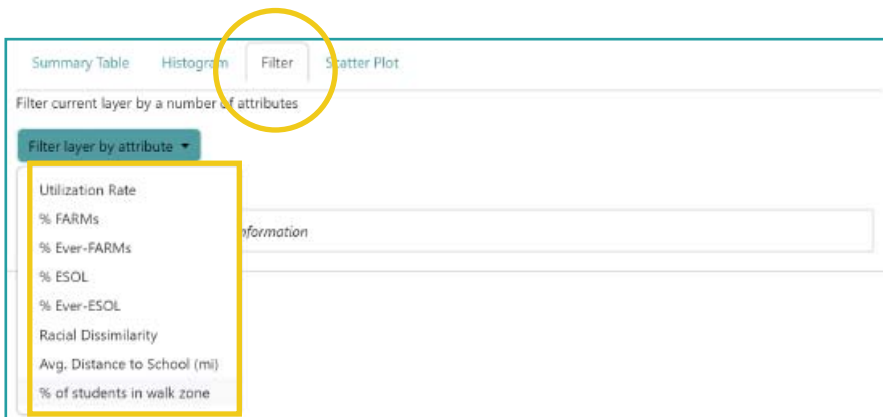 Summary Table Histogram Filter Scatter Plot
Filter current layer by a number of attributes
Filter layer by attribute
Utilization Rate
% FARMs
information
% Ever-FARMs
% ESOL
% Ever-ESOL
Racial Dissimilarity
Avg. Distance to School (mi)
% of students in walk zone